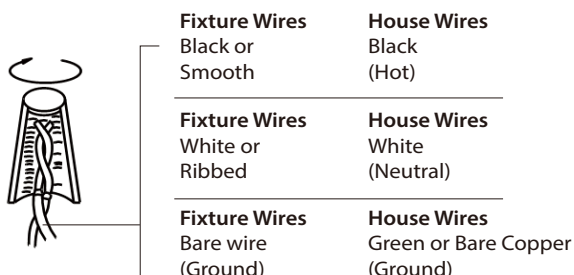 Fixture Wires House Wires
Black or Black
Smooth (Hot)
Fixture Wires House Wires
White or White
Ribbed (Neutral)
Fixture Wires House Wires
Bare wire Green or Bare Copper
(Ground) (Ground)